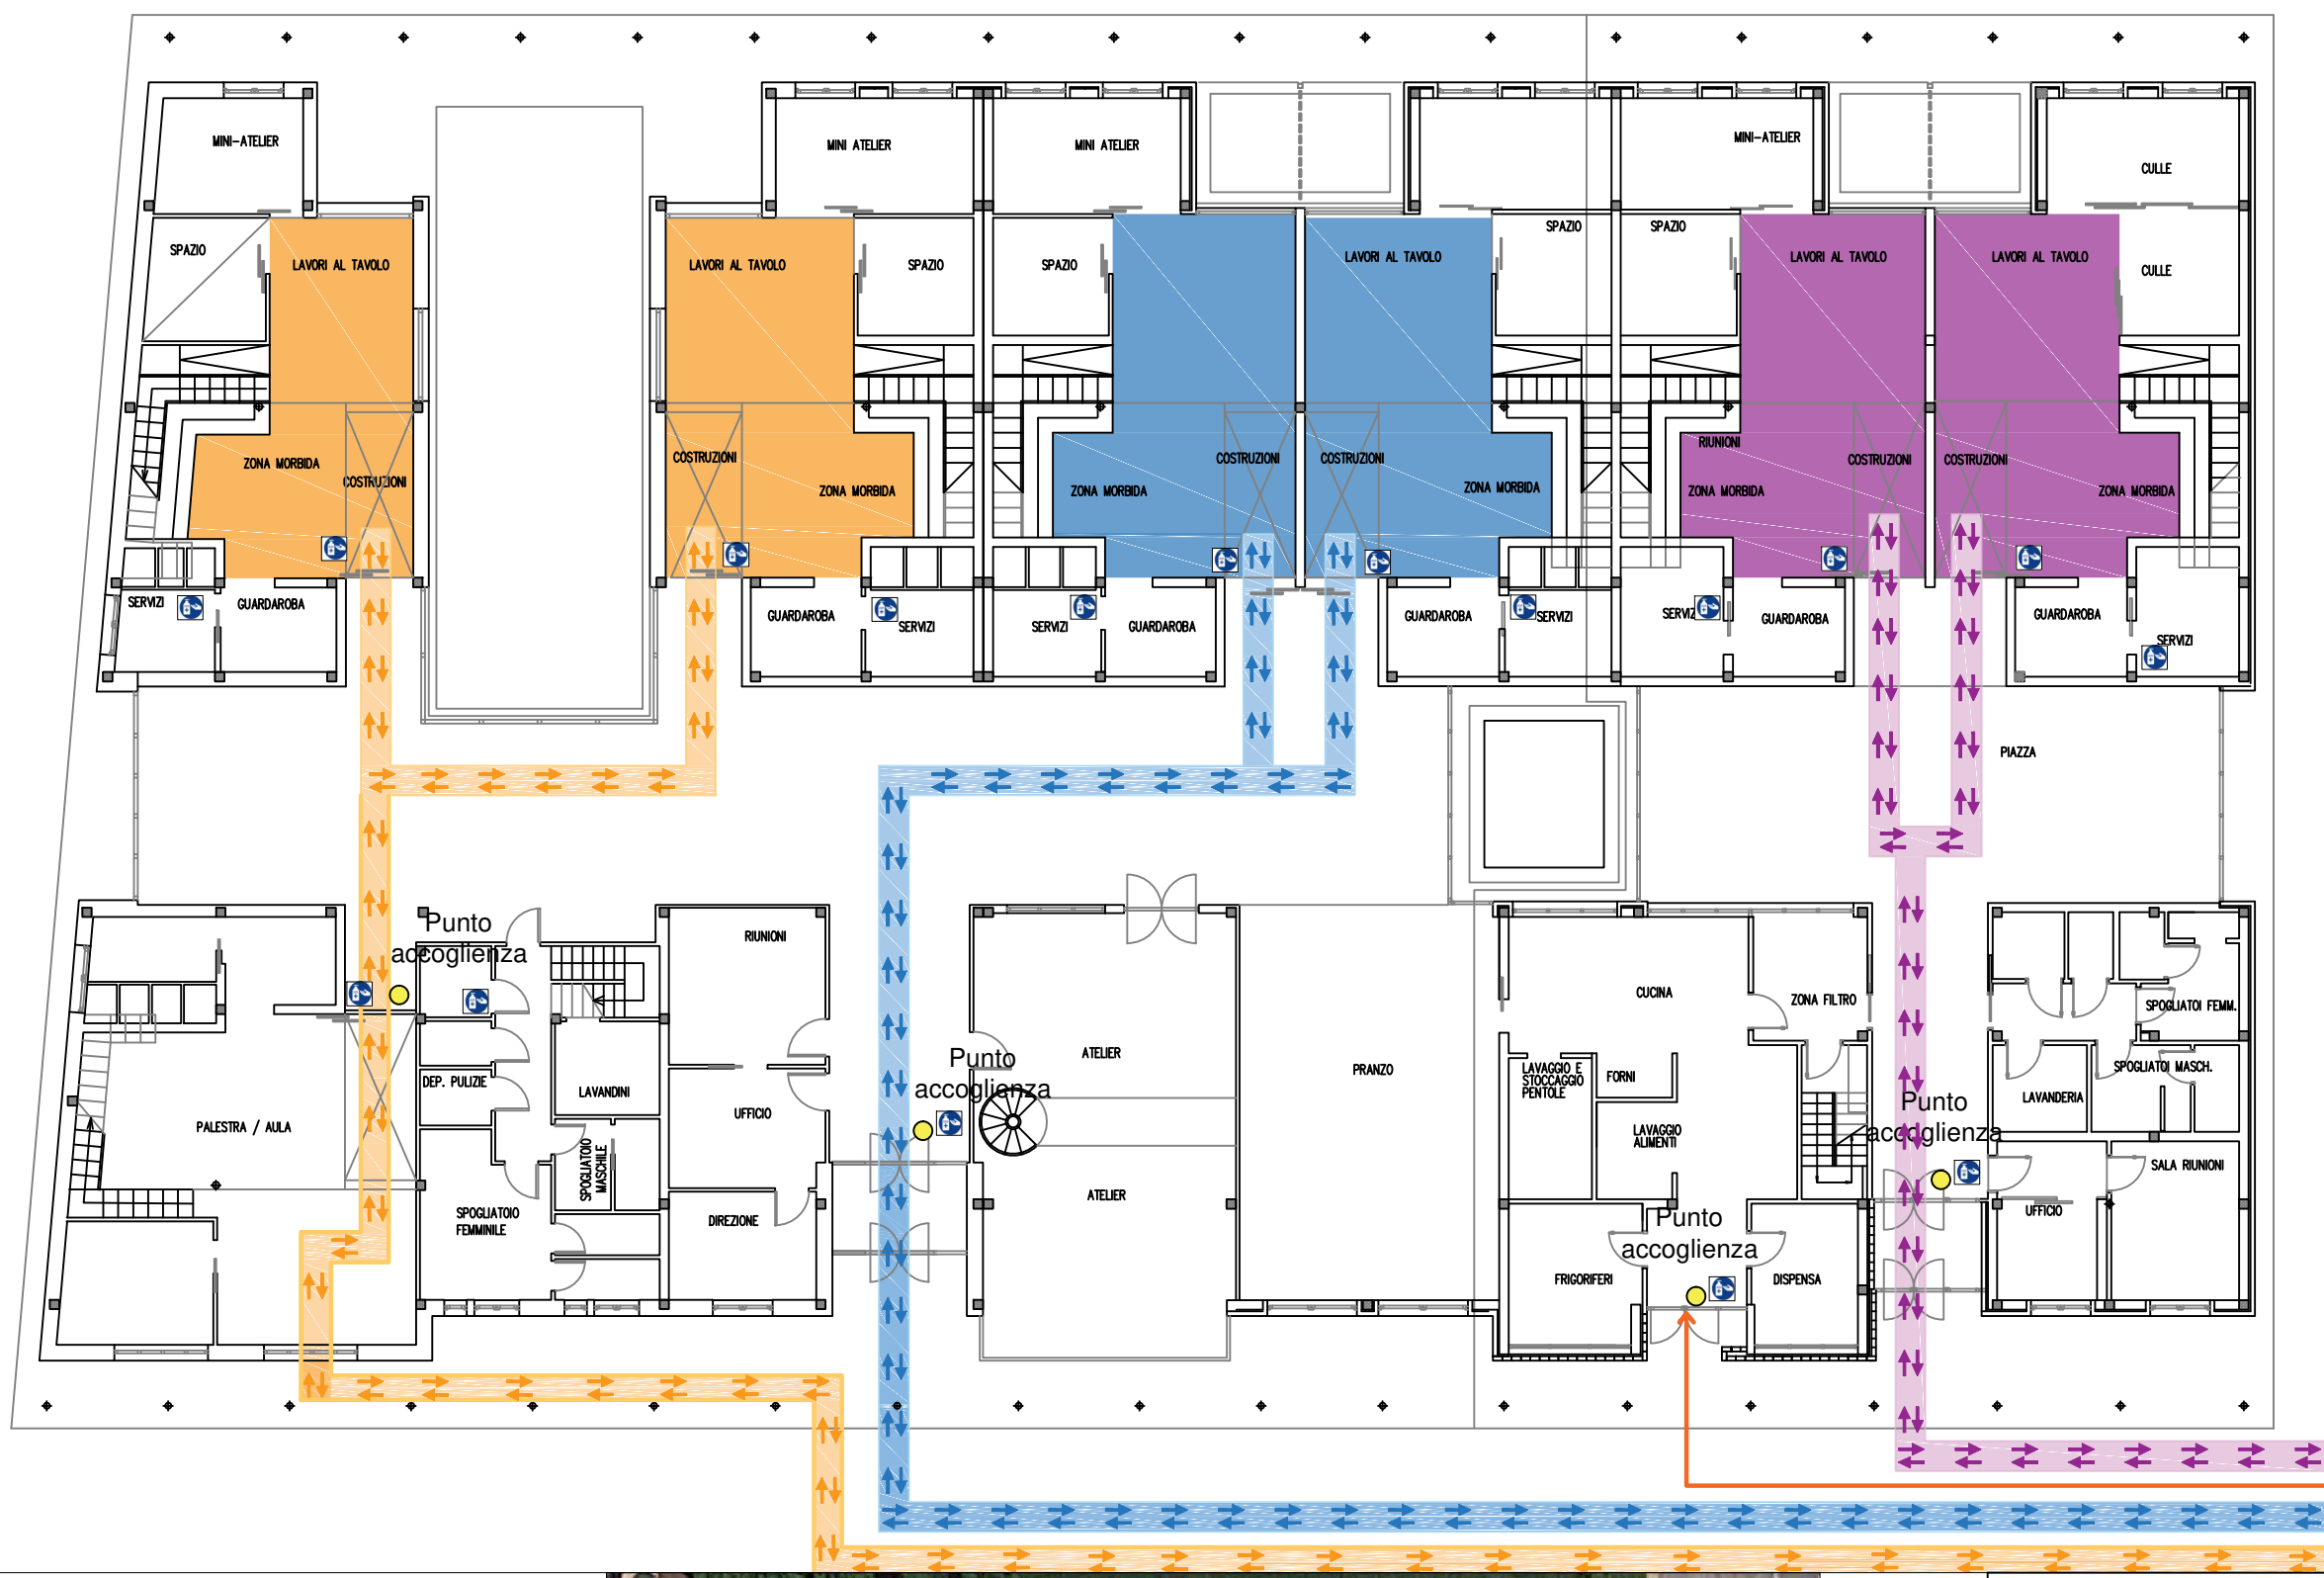 MINI-ATELIER
MINI ATELIER
MINI ATELIER
MINI-ATELIER
CULLE
SPAZIO
LAVORI AL TAVOLO
LAVORI AL TAVOLO
SPAZIO
SPAZIO
LAVORI AL TAVOLO
SPAZIO
SPAZIO
LAVORI AL TAVOLO
LAVORI AL TAVOLO
CULLE
ZONA MORBIDA
COSTRUZIONI
COSTRUZIONI
ZONA MORBIDA
ZONA MORBIDA
COSTRUZIONI
COSTRUZIONI
ZONA MORBIDA
RIUNIONI
ZONA MORBIDA
COSTRUZIONI
COSTRUZIONI
ZONA MORBIDA
SERVIZI
GUARDAROBA
GUARDAROBA
SERVIZI
SERVIZI
GUARDAROBA
GUARDAROBA
SERVIZI
SERVIZI
GUARDAROBA
GUARDAROBA
SERVIZI
PIAZZA
Punto
accoglienza
RIUNIONI
CUCINA
ZONA FILTRO
SPOGLIATOI FEMM.
Punto
accoglienza
ATELIER
PRANZO
LAVAGGIO E
STOCCAGGIO
PENTOLE
FORNI
SPOGLIATOI MASCH.
DEP. PULIZIE
LAVANDINI
UFFICIO
LAVANDERIA
Punto
accoglienza
PALESTRA / AULA
LAVAGGIO
ALIMENTI
SPOGLIATOIO
MASCHILE
SALA RIUNIONI
ATELIER
SPOGLIATOIO
FEMMINILE
DIREZIONE
UFFICIO
Punto
accoglienza
FRIGORIFERI
DISPENSA